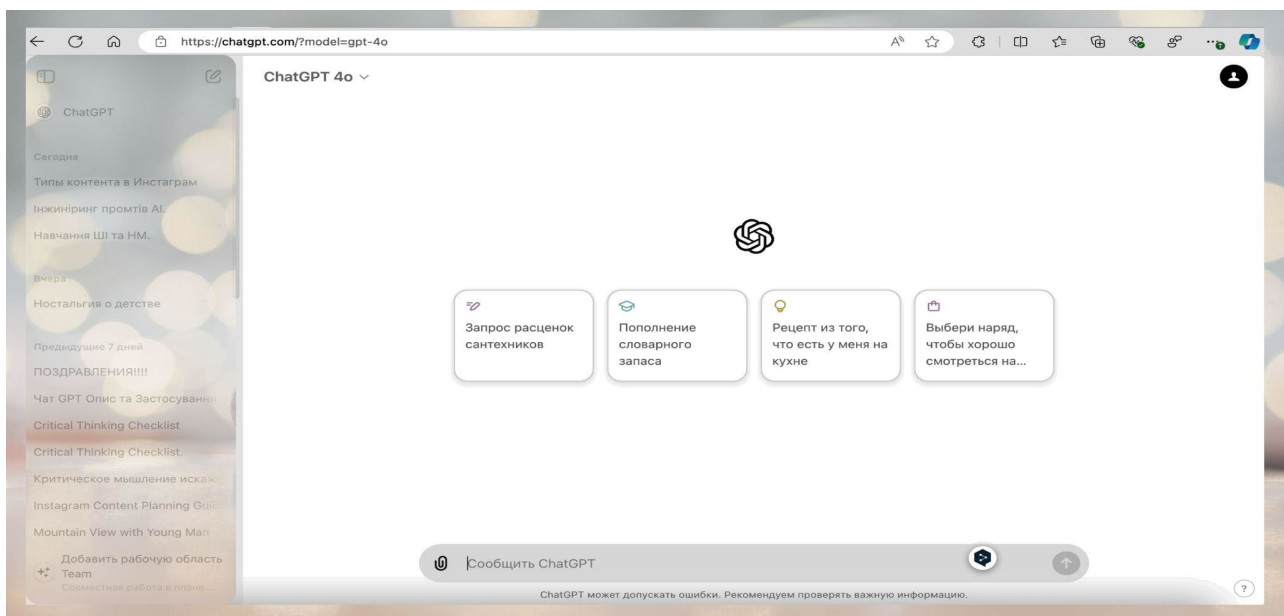 https://chatgpt.com/?model=gpt-4o
ChatGPT 4o
ChatGPT
Сегодня
Типы контента в Инстаграм
Інжиніринг промтів AI.
Навчання ШІ та НМ.
Вчера
Ностальгия о детстве
Предыдущие 7 дней
ПОЗДРАВЛЕНИЯ!!!!
Чат GPT Опис та Застосуванн
Critical Thinking Checklist
Critical Thinking Checklist.
Критическое мышление искаж
Instagram Content Planning Guid
Mountain View with Young Man
Добавить рабочую область
Team
Совместная работа в плане...
Запрос расценок
сантехников
Пополнение
словарного
запаса
Рецепт из того,
что есть у меня на
кухне
Выбери наряд,
чтобы хорошо
смотреться на...
Сообщить ChatGPT
ChatGPT может допускать ошибки. Рекомендуем проверять важную информацию.
?